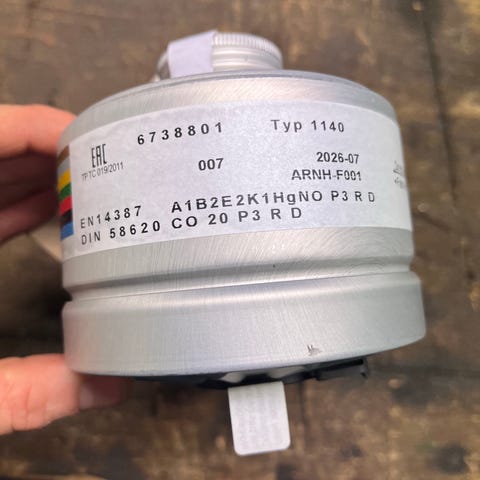 6738801 Typ 1140
EAC
TP TC 019/2011
007 2026-07
ARNH-F001
EN14387 A1B2E2K1HgNO P3 R D
DIN 58620 CO 20 P3 R D